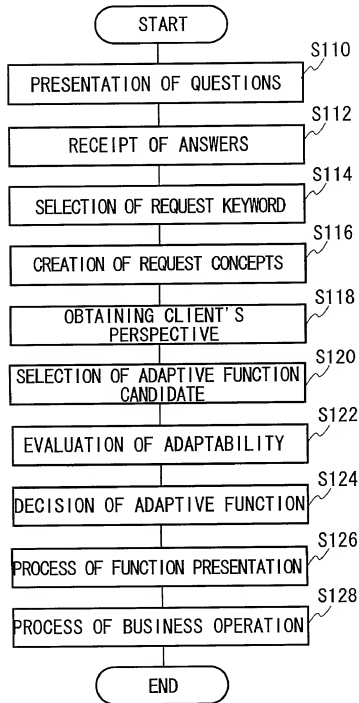 START
S110
PRESENTATION OF QUESTIONS
S112
RECEIPT OF ANSWERS
S114
SELECTION OF REQUEST KEYWORD
S116
CREATION OF REQUEST CONCEPTS
S118
OBTAINING CLIENT'S
PERSPECTIVE
S120
SELECTION OF ADAPTIVE FUNCTION
CANDIDATE
S122
EVALUATION OF ADAPTABILITY
S124
DECISION OF ADAPTIVE FUNCTION
S126
PROCESS OF FUNCTION PRESENTATION
S128
PROCESS OF BUSINESS OPERATION
END